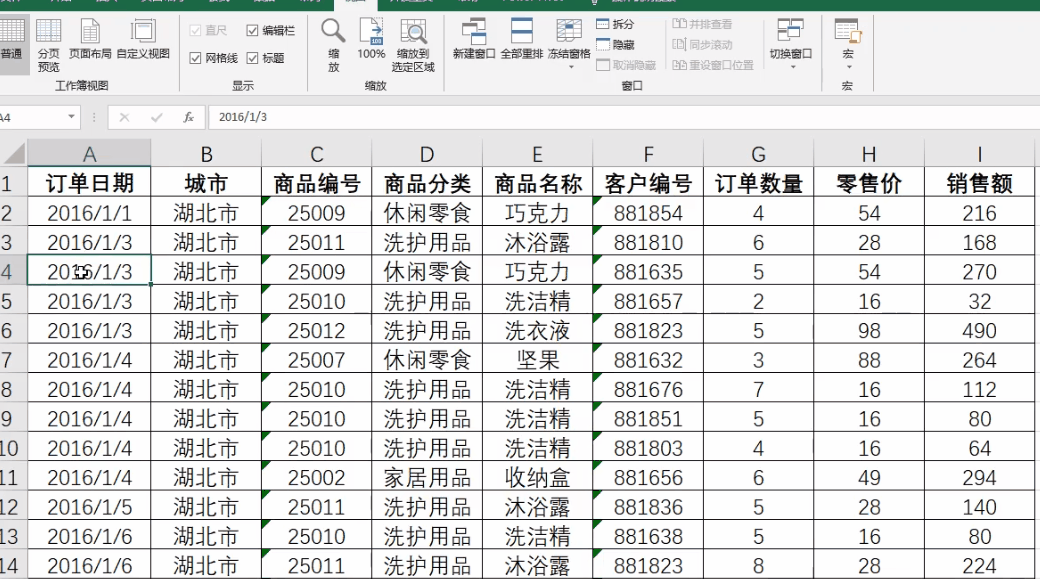 普通 分页预览 页面布局 自定义视图
工作簿视图
直尺 编辑栏
网格线 标题
显示
缩放 100% 缩放到选定区域
缩放
新建窗口 全部重排 冻结窗格
拆分
隐藏
取消隐藏
并排查看
同步滚动
重设窗口位置
切换窗口
窗口
宏
宏
A4 fx 2016/1/3
A B C D E F G H I
1 订单日期 城市 商品编号 商品分类 商品名称 客户编号 订单数量 零售价 销售额
2 2016/1/1 湖北市 25009 休闲零食 巧克力 881854 4 54 216
3 2016/1/3 湖北市 25011 洗护用品 沐浴露 881810 6 28 168
4 2016/1/3 湖北市 25009 休闲零食 巧克力 881635 5 54 270
5 2016/1/3 湖北市 25010 洗护用品 洗洁精 881657 2 16 32
6 2016/1/3 湖北市 25012 洗护用品 洗衣液 881823 5 98 490
7 2016/1/4 湖北市 25007 休闲零食 坚果 881632 3 88 264
8 2016/1/4 湖北市 25010 洗护用品 洗洁精 881676 7 16 112
9 2016/1/4 湖北市 25010 洗护用品 洗洁精 881851 5 16 80
10 2016/1/4 湖北市 25010 洗护用品 洗洁精 881803 4 16 64
11 2016/1/4 湖北市 25002 家居用品 收纳盒 881656 6 49 294
12 2016/1/5 湖北市 25011 洗护用品 沐浴露 881836 5 28 140
13 2016/1/6 湖北市 25010 洗护用品 洗洁精 881638 5 16 80
14 2016/1/6 湖北市 25011 洗护用品 沐浴露 881823 8 28 224